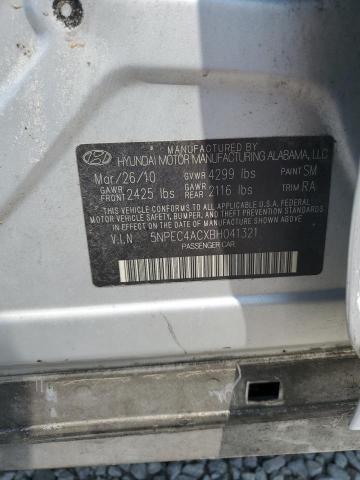 MANUFACTURED BY
HYUNDAI MOTOR MANUFACTURING ALABAMA, LLC
Mar/26/10 GVWR 4299 lbs PAINT SM
GAWR FRONT 2425 lbs GAWR REAR 2116 lbs TRIM RA
THIS VEHICLE CONFORMS TO ALL APPLICABLE U.S.A. FEDERAL
MOTOR VEHICLE SAFETY, BUMPER, AND THEFT PREVENTION
STANDARDS IN EFFECT ON THE DATE OF MANUFACTURE SHOWN ABOVE.
V.I.N 5NPEC4ACXBH041321
PASSENGER CAR